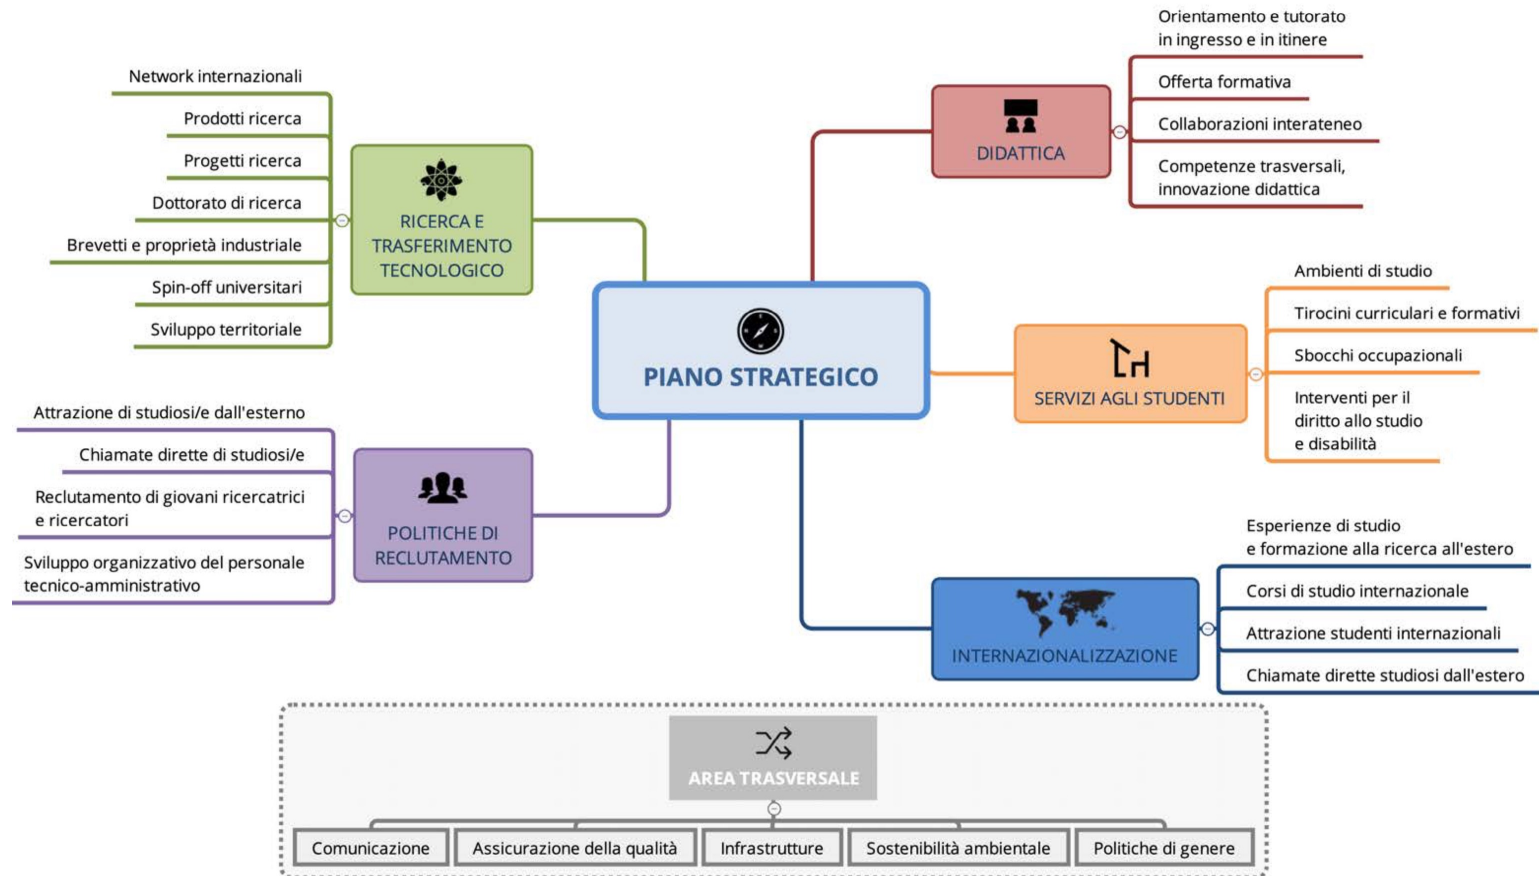 Network internazionali
Prodotti ricerca
Progetti ricerca
Dottorato di ricerca
Brevetti e proprietà industriale
Spin-off universitari
Sviluppo territoriale
RICERCA E
TRASFERIMENTO
TECNOLOGICO
Attrazione di studiosi/e dall'esterno
Chiamate dirette di studiosi/e
Reclutamento di giovani ricercatrici
e ricercatori
Sviluppo organizzativo del personale
tecnico-amministrativo
POLITICHE DI
RECLUTAMENTO
PIANO STRATEGICO
DIDATTICA
Orientamento e tutorato
in ingresso e in itinere
Offerta formativa
Collaborazioni interateneo
Competenze trasversali,
innovazione didattica
SERVIZI AGLI STUDENTI
Ambienti di studio
Tirocini curriculari e formativi
Sbocchi occupazionali
Interventi per il
diritto allo studio
e disabilità
INTERNAZIONALIZZAZIONE
Esperienze di studio
e formazione alla ricerca all'estero
Corsi di studio internazionale
Attrazione studenti internazionali
Chiamate dirette studiosi dall'estero
AREA TRASVERSALE
Comunicazione
Assicurazione della qualità
Infrastrutture
Sostenibilità ambientale
Politiche di genere